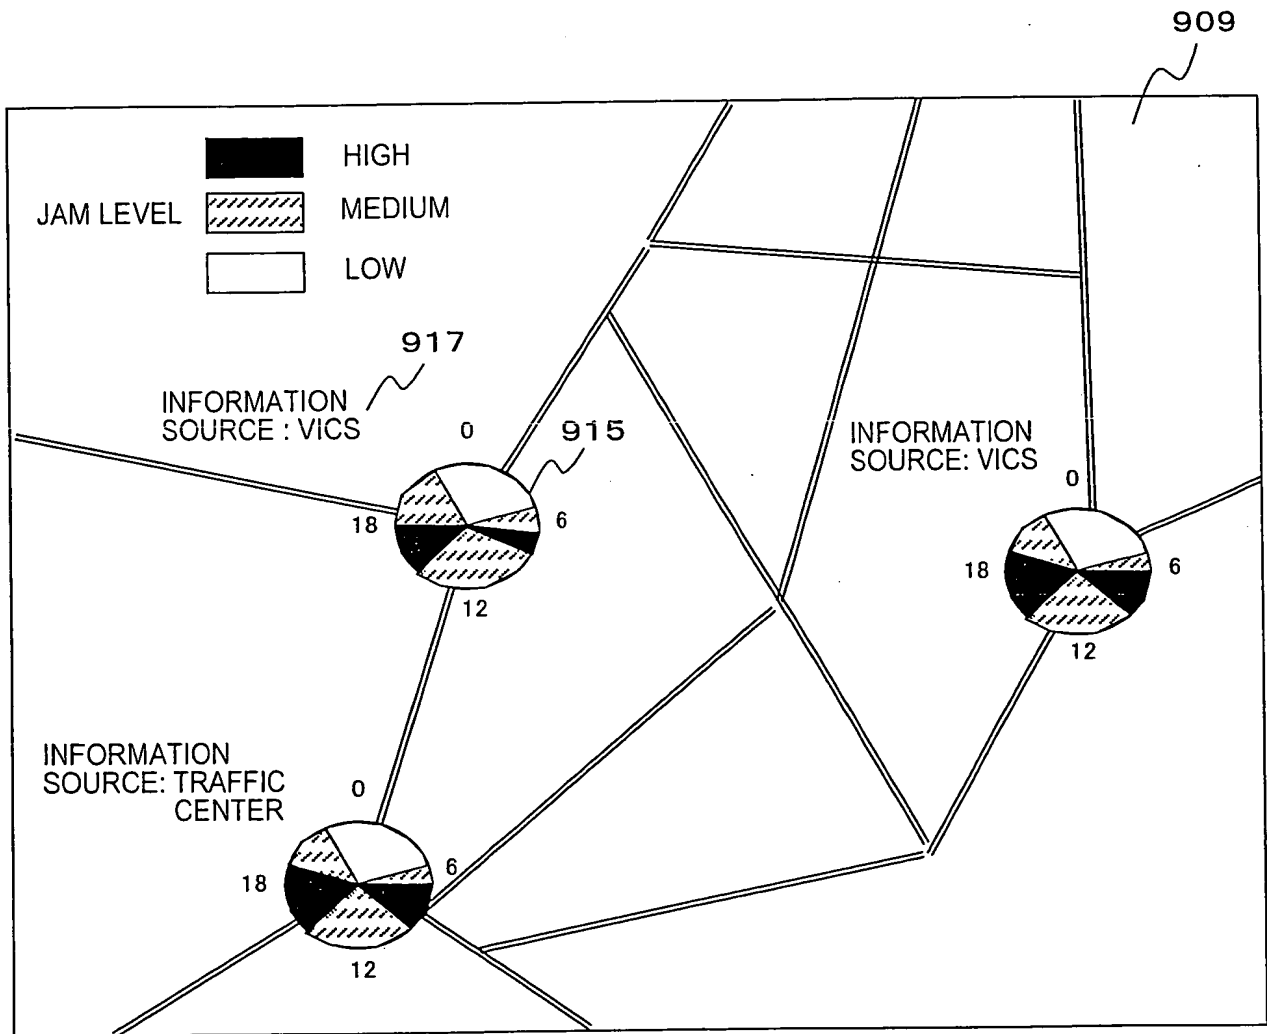 909
HIGH
JAM LEVEL
MEDIUM
LOW
917
INFORMATION
SOURCE : VICS
0
915
18
6
12
INFORMATION
SOURCE: VICS
0
18
6
12
INFORMATION
SOURCE: TRAFFIC
CENTER
0
18
6
12